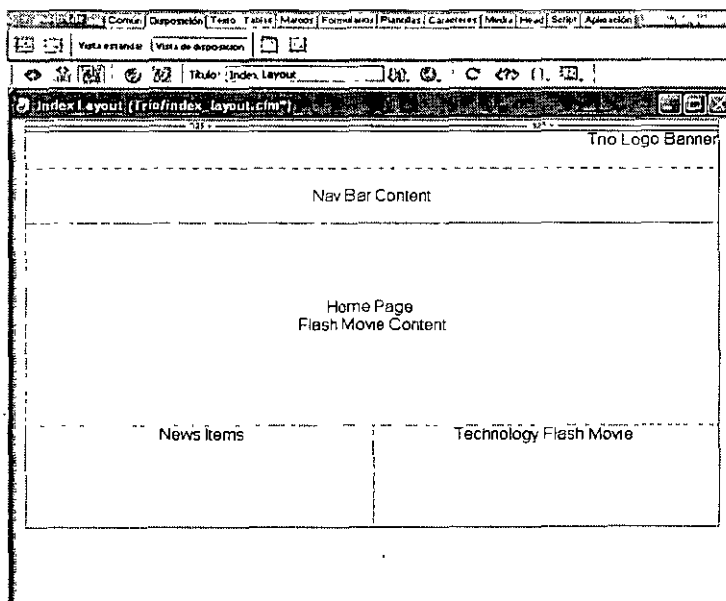 Común Disposición Texto Tablas Marcos Formularios Plantillas Caracteres Media Head Script Aplicación
Vista estándar Vista de disposición
Título: Index Layout
Index Layout (Trio/index_layout.cfm*)
Trio Logo Banner
Nav Bar Content
Home Page
Flash Movie Content
News Items Technology Flash Movie